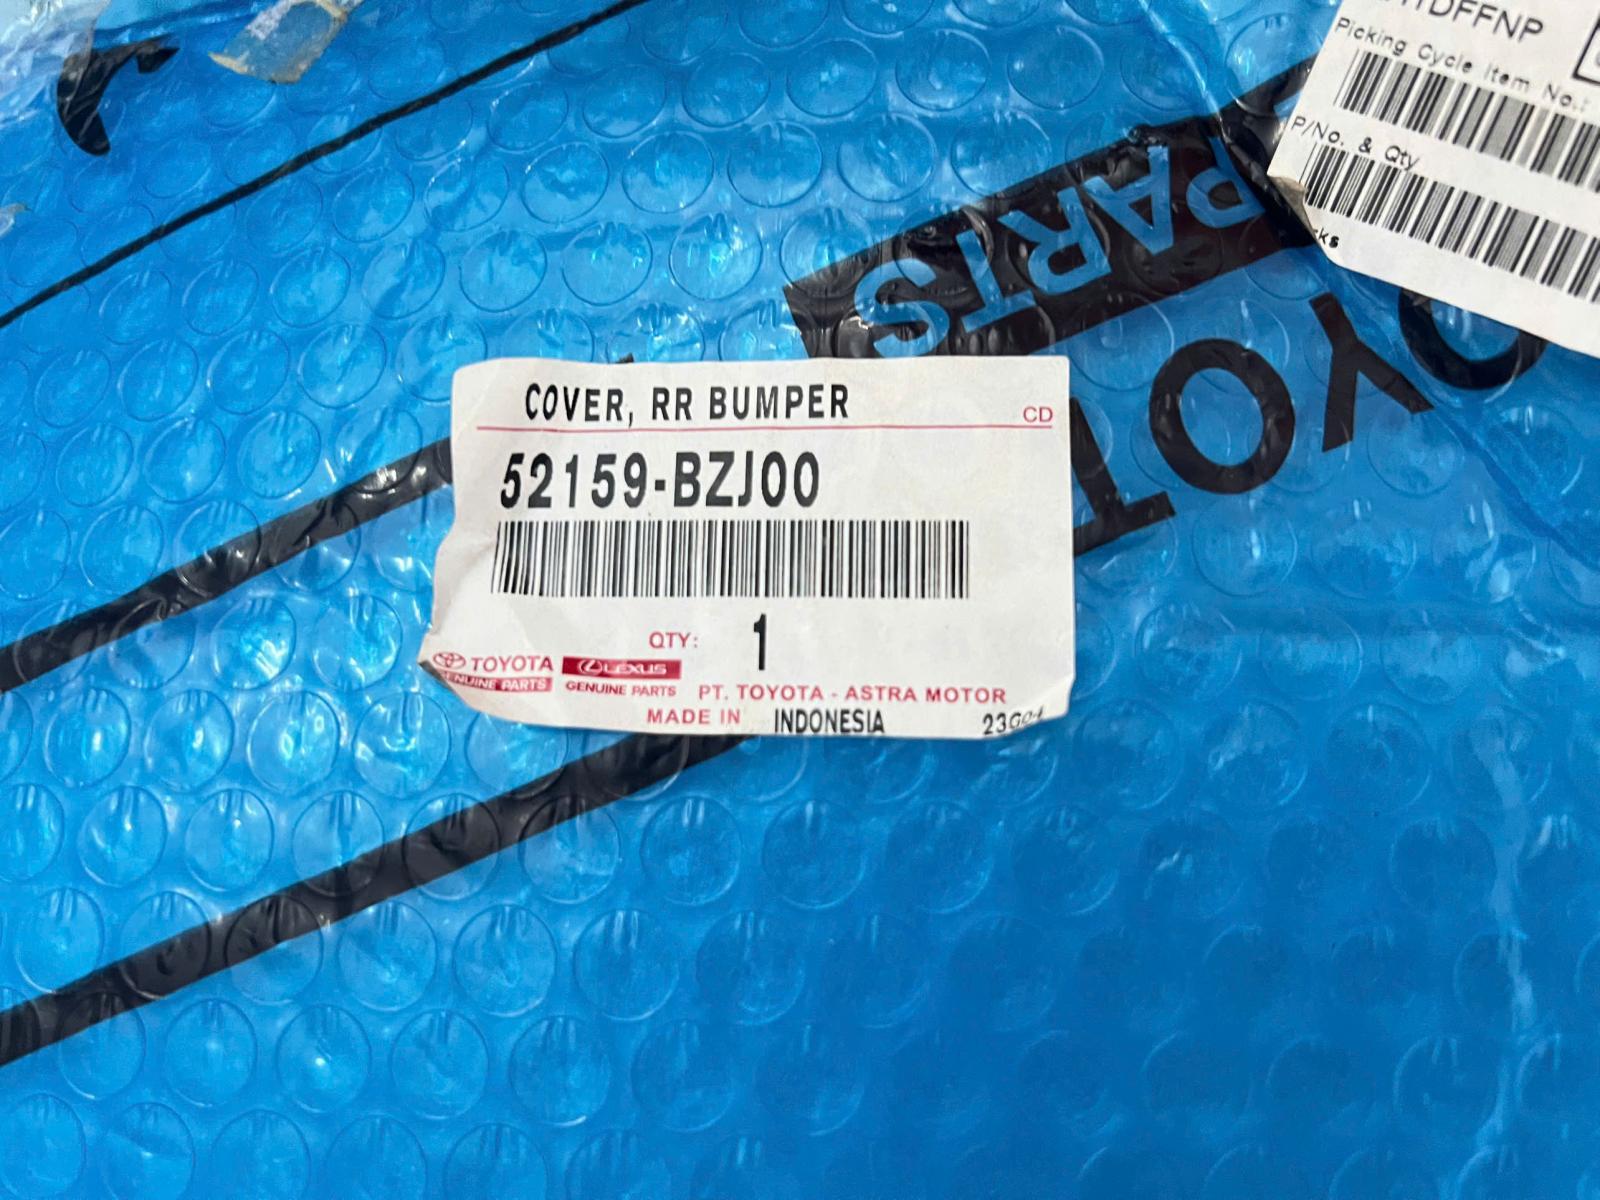 Picking Cycle Item No.:
P/No. & Qty
PARTS
TOYO
COVER, RR BUMPER
CD
52159-BZJ00
QTY: 1
TOYOTA LEXUS
GENUINE PARTS GENUINE PARTS PT. TOYOTA - ASTRA MOTOR
MADE IN INDONESIA